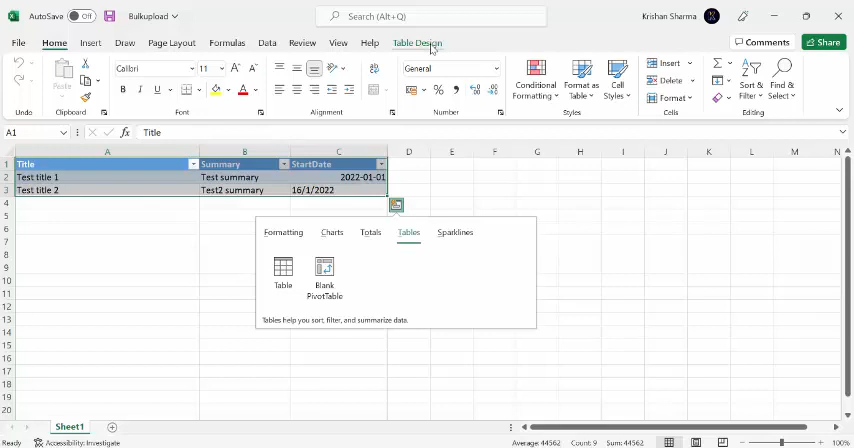 AutoSave Off Bulkupload Search (Alt+Q) Krishan Sharma
File Home Insert Draw Page Layout Formulas Data Review View Help Table Design Comments Share
Paste Calibri 11 A A ab General Conditional Formatting Format as Table Cell Styles Insert Delete Format Sort & Filter Find & Select
B I U A % , 
Undo Clipboard Font Alignment Number Styles Cells Editing
A1 fx Title
A B C D E F G H I J K L M N
1 Title Summary StartDate
2 Test title 1 Test summary 2022-01-01
3 Test title 2 Test2 summary 16/1/2022
4
5
6 Formatting Charts Totals Tables Sparklines
7
8
9
10 Table Blank PivotTable
11
12
13 Tables help you sort, filter, and summarize data.
14
15
16
17
18
19
20
Sheet1
Ready Accessibility: Investigate Average: 44562 Count: 9 Sum: 44562 100%